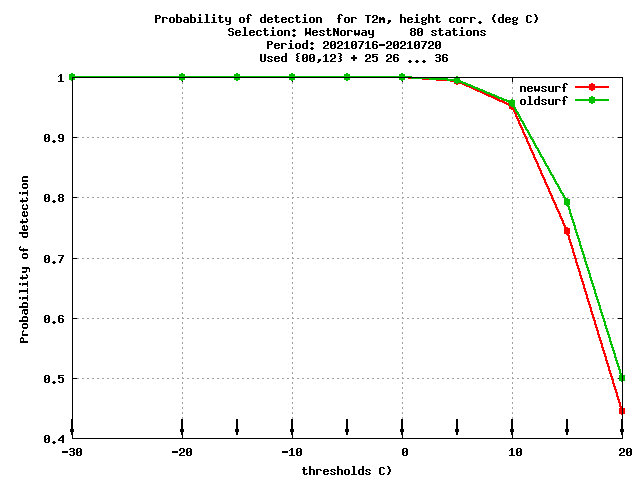 Probability of detection  for T2m, height corr. (deg C)
Selection: WestNorway     80 stations
Period: 20210716-20210720
Used {00,12} + 25 26 ... 36
newsurf
oldsurf
1
0.9
0.8
0.7
0.6
0.5
0.4
Probability of detection
-30 -20 -10 0 10 20
thresholds C)